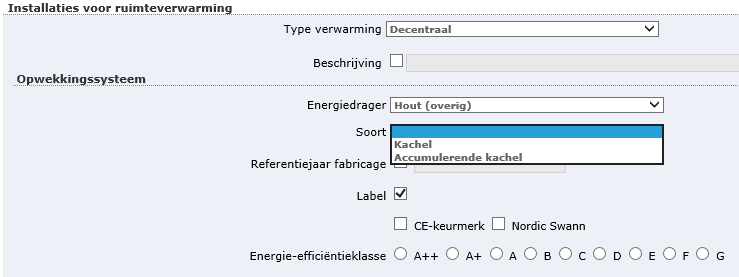 Installaties voor ruimteverwarming
Type verwarming Decentraal
Beschrijving
Opwekkingssysteem
Energiedrager Hout (overig)
Soort
Kachel
Accumulerende kachel
Referentiejaar fabricage
Label
CE-keurmerk Nordic Swann
Energie-efficiëntieklasse A++ A+ A B C D E F G